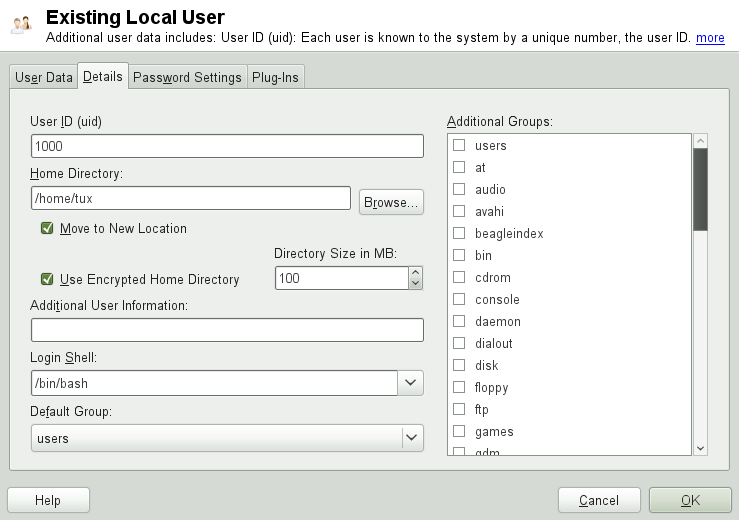 Existing Local User
Additional user data includes: User ID (uid): Each user is known to the system by a unique number, the user ID. more
User Data
Details
Password Settings
Plug-Ins
User ID (uid)
1000
Home Directory:
/home/tux
Browse...
Move to New Location
Directory Size in MB:
Use Encrypted Home Directory
100
Additional User Information:
Login Shell:
/bin/bash
Default Group:
users
Additional Groups:
users
at
audio
avahi
beagleindex
bin
cdrom
console
daemon
dialout
disk
floppy
ftp
games
gdm
Help
Cancel
OK